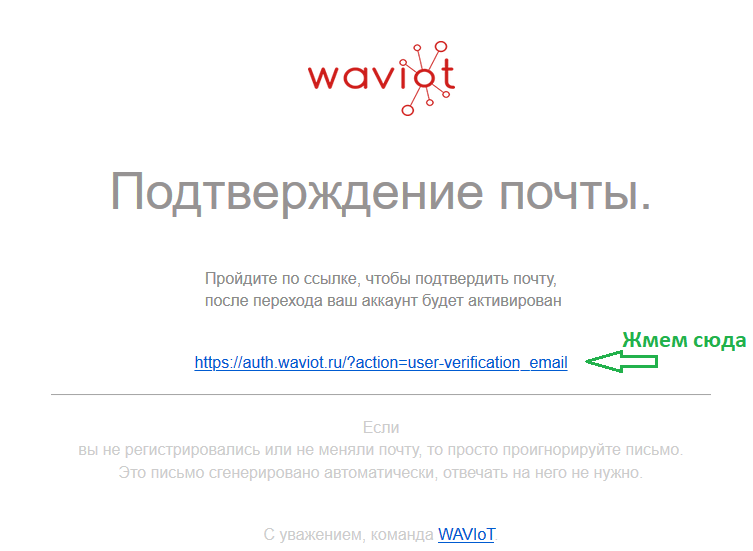 waviot
Подтверждение почты.
Пройдите по ссылке, чтобы подтвердить почту,
после перехода ваш аккаунт будет активирован
Жмем сюда
https://auth.waviot.ru/?action=user-verification_email
Если
вы не регистрировались или не меняли почту, то просто проигнорируйте письмо.
Это письмо сгенерировано автоматически, отвечать на него не нужно.
С уважением, команда WAVIoT.